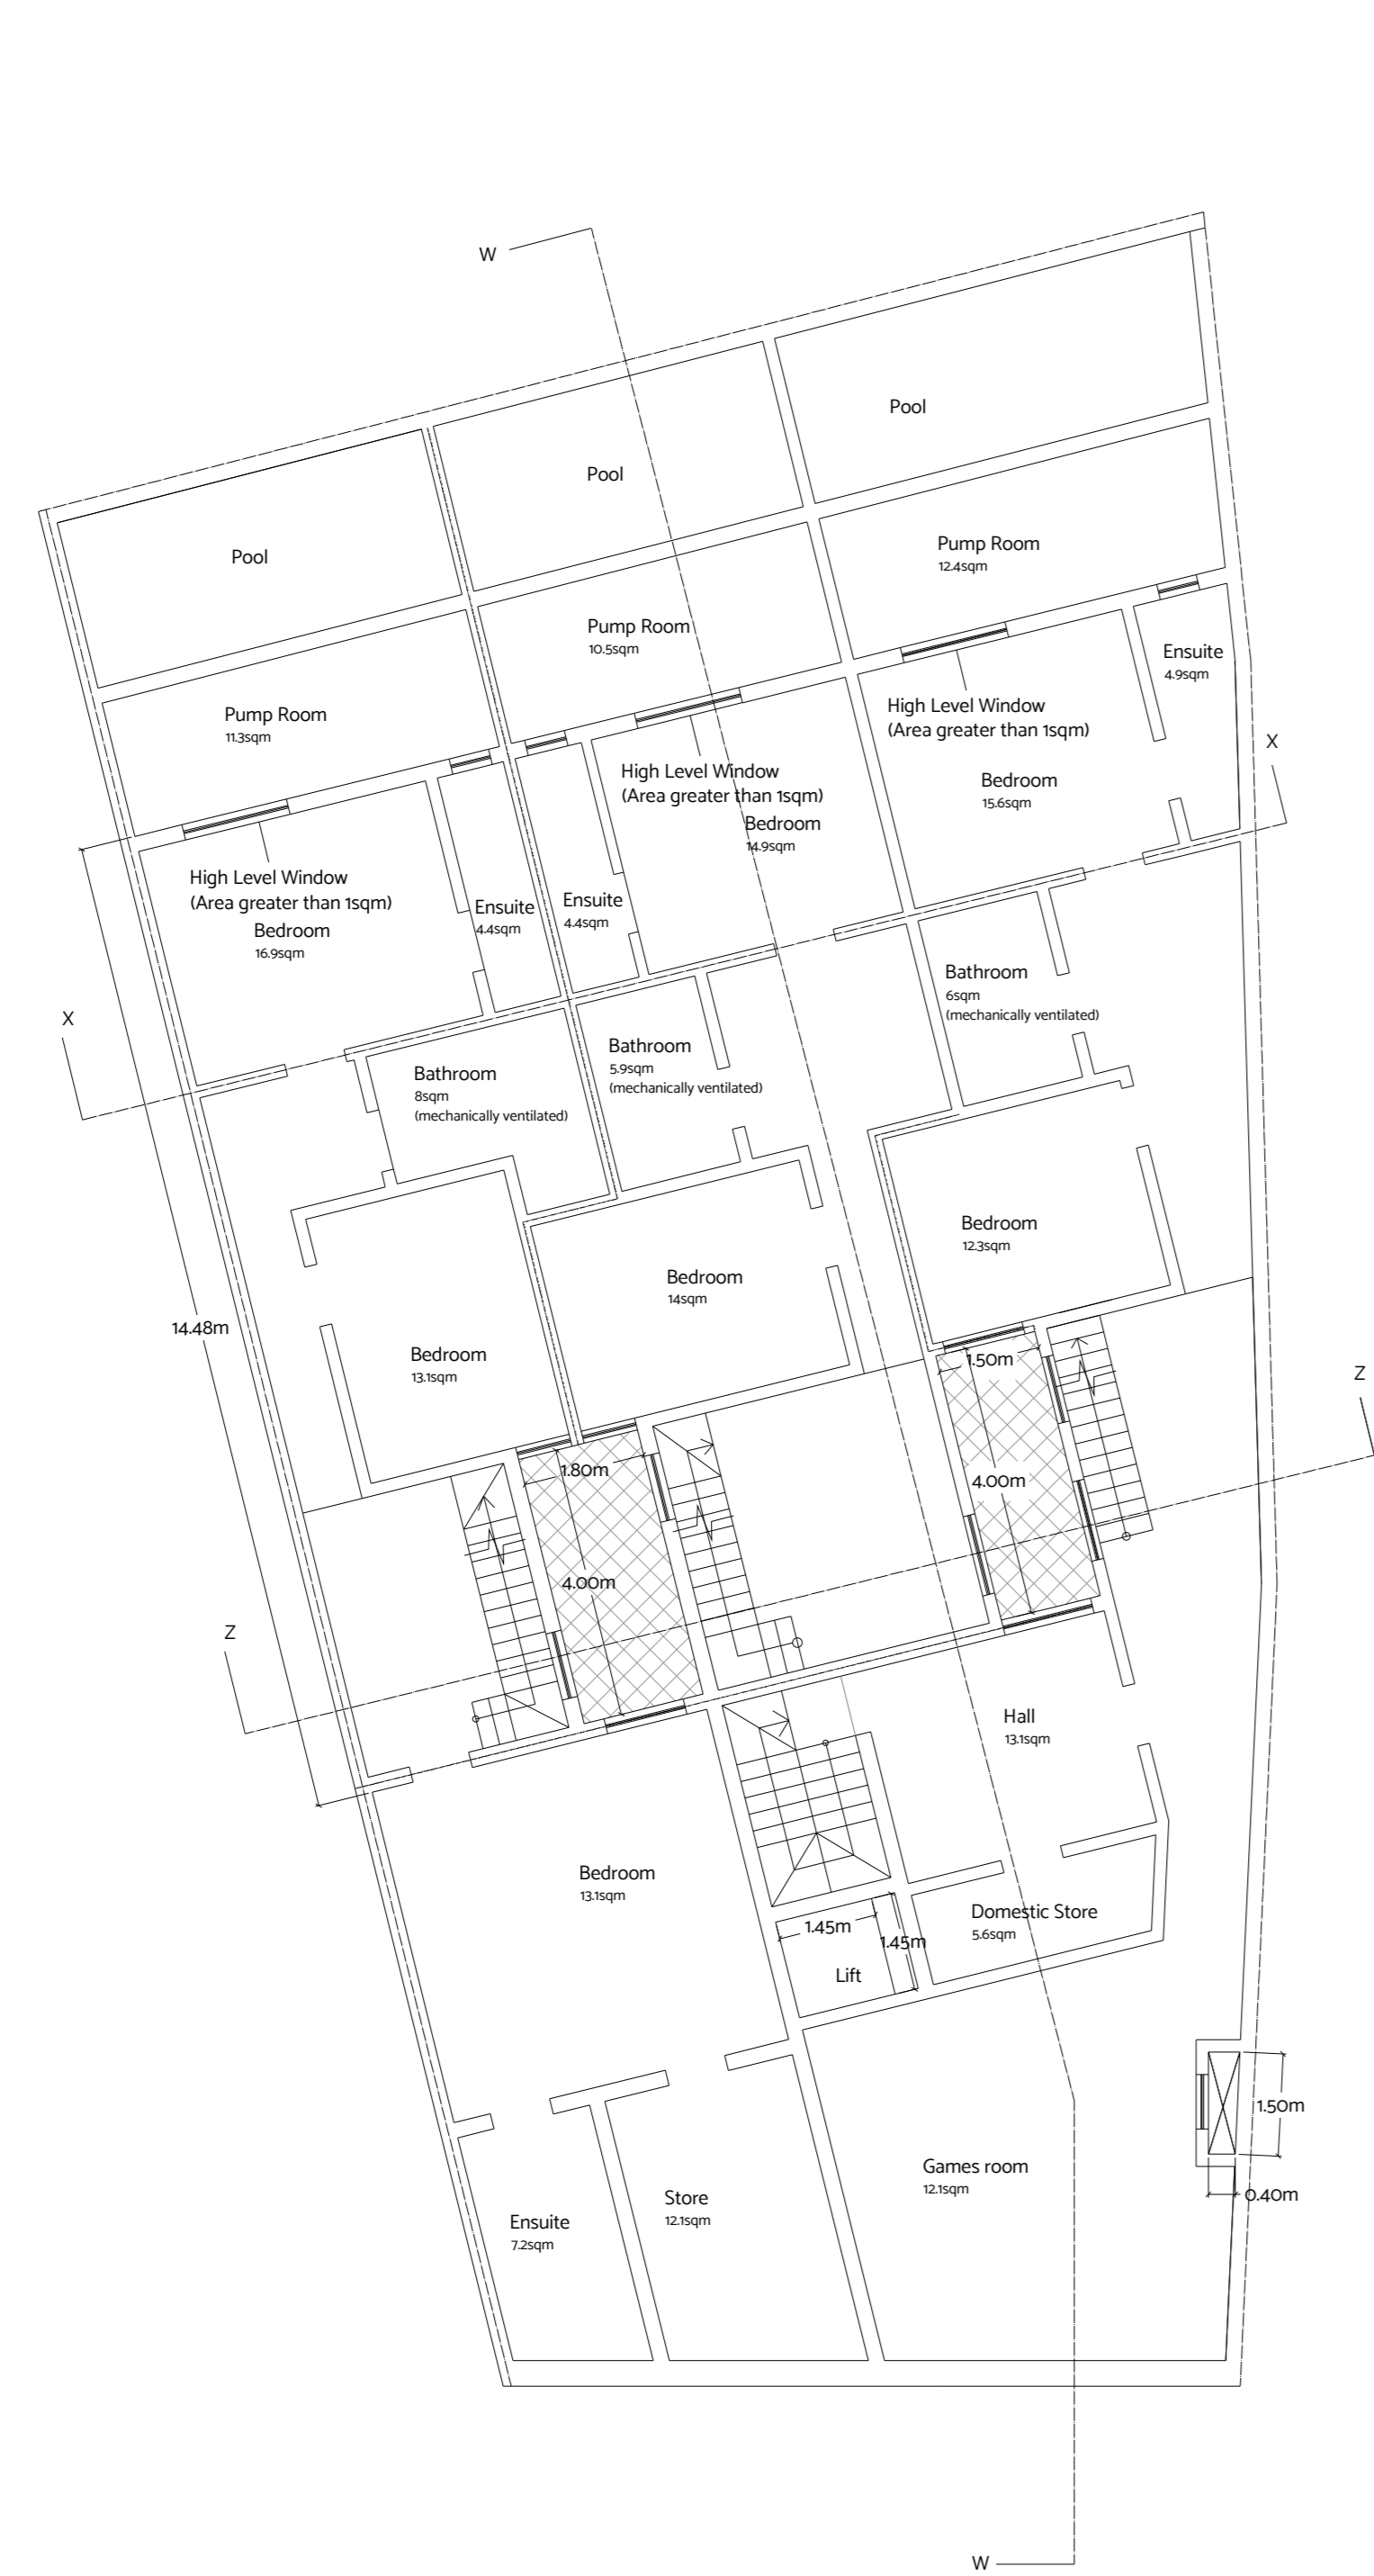 W
Pool
Pool
Pool
Pump Room
12.4sqm
Pump Room
10.5sqm
Ensuite
4.9sqm
Pump Room
11.3sqm
High Level Window
(Area greater than 1sqm)
Bedroom
15.6sqm
X
High Level Window
(Area greater than 1sqm)
Bedroom
14.9sqm
High Level Window
(Area greater than 1sqm)
Bedroom
16.9sqm
Ensuite
4.4sqm
Ensuite
4.4sqm
Bathroom
6sqm
(mechanically ventilated)
X
Bathroom
5.9sqm
(mechanically ventilated)
Bathroom
8sqm
(mechanically ventilated)
Bedroom
12.3sqm
Bedroom
14sqm
14.48m
Bedroom
13.1sqm
1.50m
Z
1.80m
4.00m
4.00m
Z
Hall
13.1sqm
Bedroom
13.1sqm
Domestic Store
5.6sqm
1.45m
1.45m
Lift
1.50m
Games room
12.1sqm
0.40m
Store
12.1sqm
Ensuite
7.2sqm
W